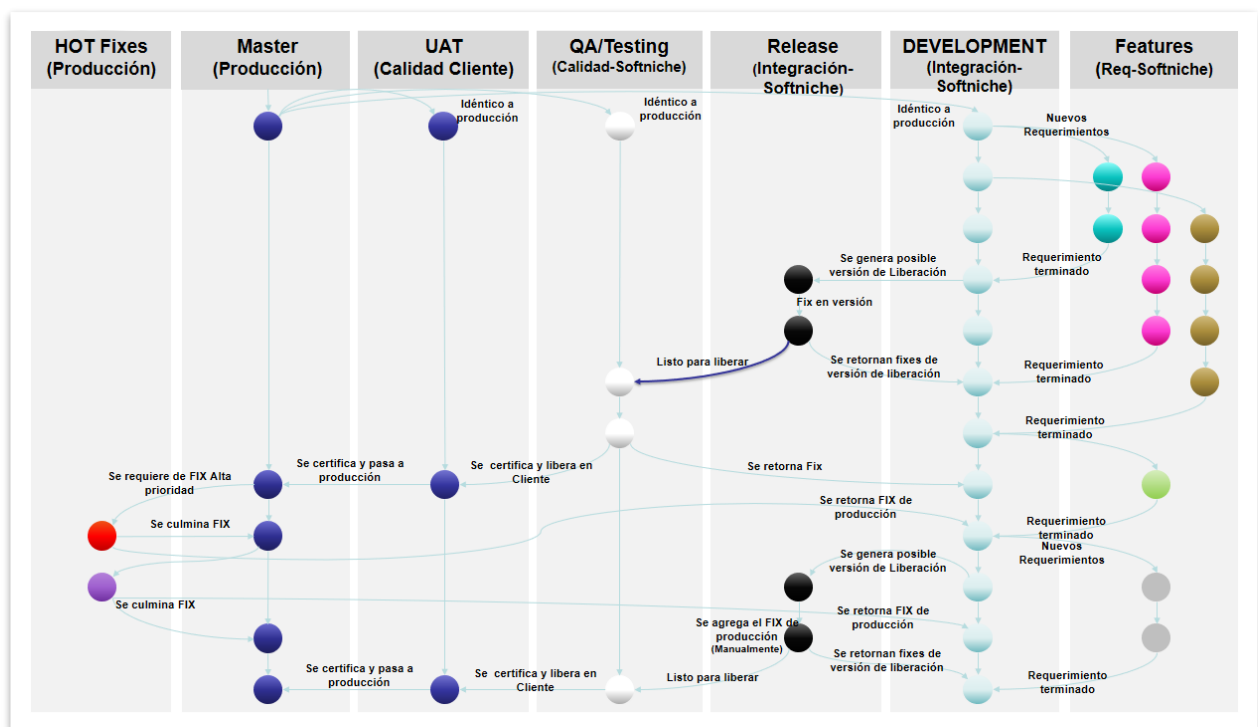 HOT Fixes
(Producción)
Master
(Producción)
UAT
(Calidad Cliente)
QA/Testing
(Calidad-Softniche)
Release
(Integración-
Softniche)
DEVELOPMENT
(Integración-
Softniche)
Features
(Req-Softniche)
Idéntico a
producción
Idéntico a
producción
Idéntico a
producción
Nuevos
Requerimientos
Se genera posible
versión de Liberación
Requerimiento
terminado
Fix en versión
Listo para liberar
Se retornan fixes de
versión de liberación
Requerimiento
terminado
Requerimiento
terminado
Se requiere de FIX Alta
prioridad
Se certifica y pasa a
producción
Se certifica y libera en
Cliente
Se retorna Fix
Se culmina FIX
Se retorna FIX de
producción
Requerimiento
terminado
Nuevos
Requerimientos
Se genera posible
versión de Liberación
Se culmina FIX
Se agrega el FIX de
producción
(Manualmente)
Se retorna FIX de
producción
Se retornan fixes de
versión de liberación
Se certifica y pasa a
producción
Se certifica y libera en
Cliente
Listo para liberar
Requerimiento
terminado